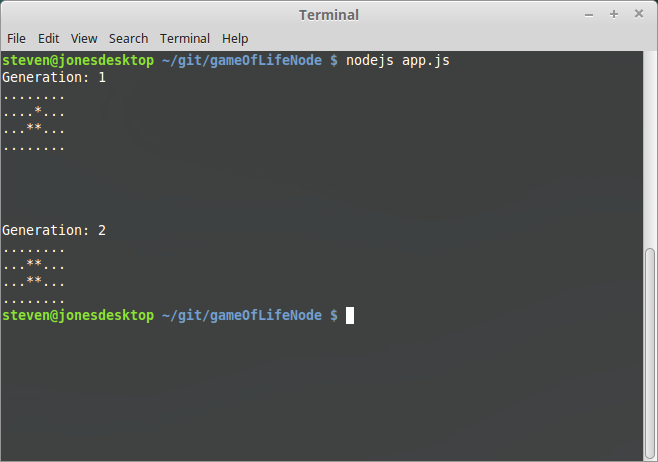 Terminal
File Edit View Search Terminal Help
steven@jonesdesktop ~/git/gameOfLifeNode $ nodejs app.js
Generation: 1
........
....*...
...**...
........
Generation: 2
........
...**...
...**...
........
steven@jonesdesktop ~/git/gameOfLifeNode $